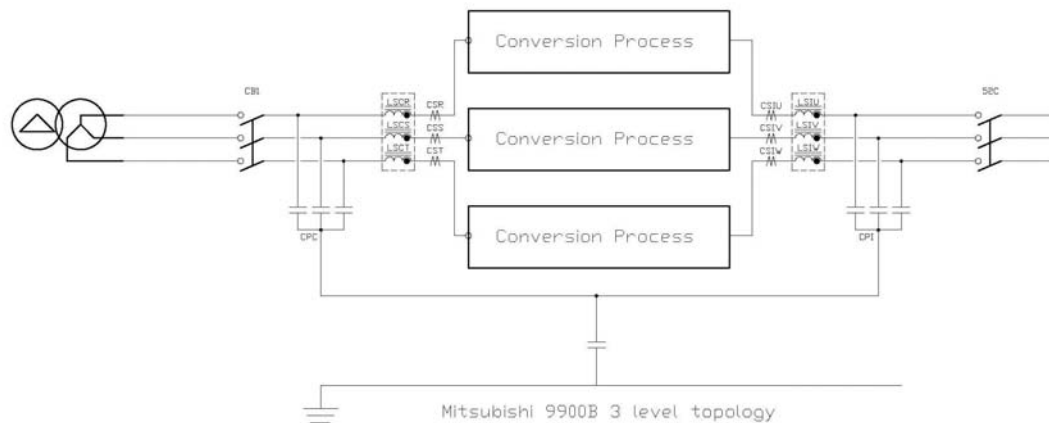 Conversion Process
CB1
LSCR
CSR
LSCS
CSS
LSCT
CST
Conversion Process
CSIU
LSIU
CSIV
LSIV
CSIW
LSIW
52C
CPC
Conversion Process
CPI
Mitsubishi 9900B 3 level topology